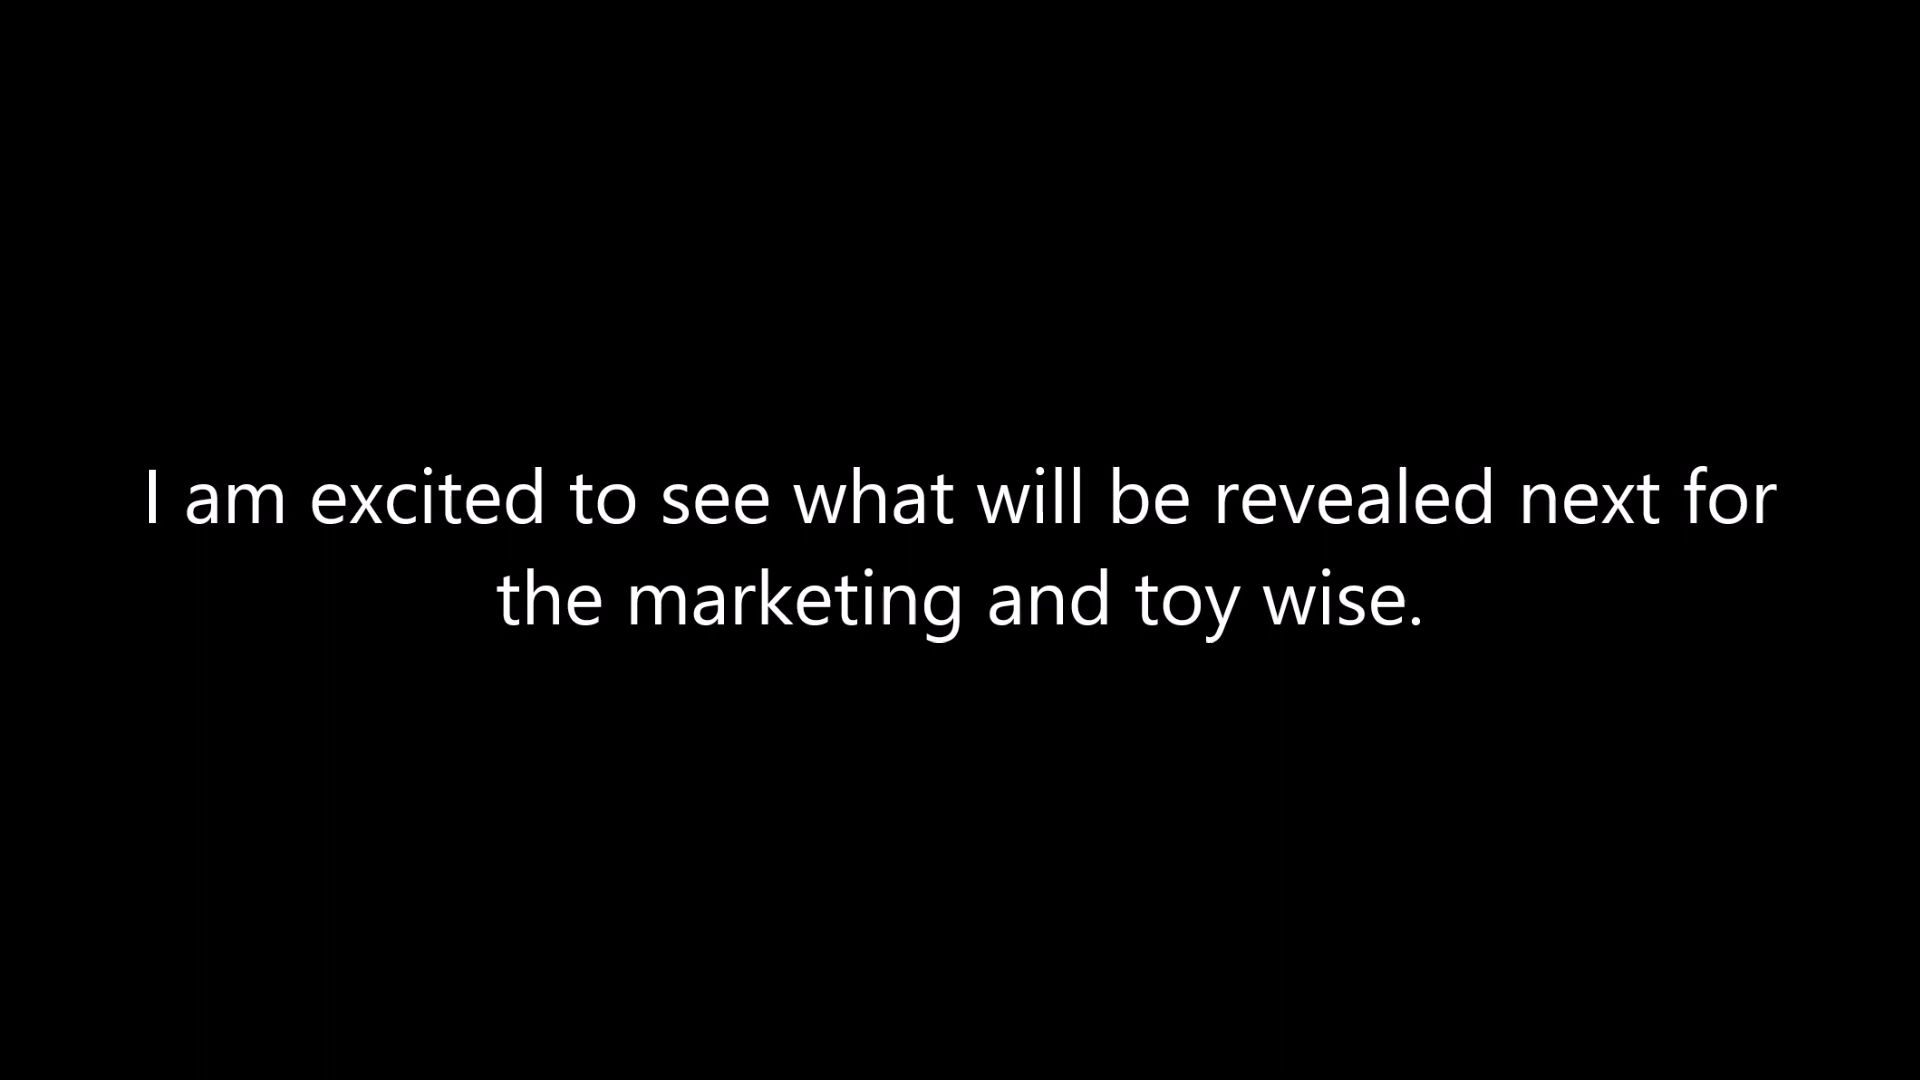 I am excited to see what will be revealed next for
the marketing and toy wise.